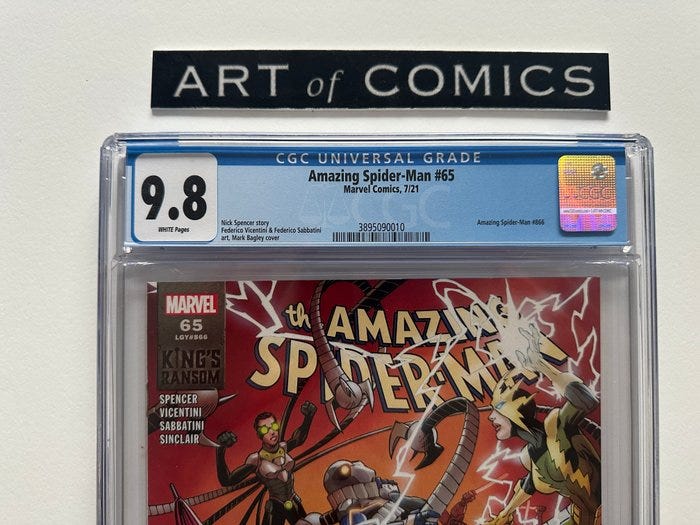 ART of COMICS
CGC UNIVERSAL GRADE
9.8
WHITE Pages
Amazing Spider-Man #65
Marvel Comics, 7/21
Nick Spencer story
Federico Vicentini & Federico Sabbatini
art, Mark Bagley cover
3895090010
Amazing Spider-Man #866
CGC
MARVEL
65
LGY#866
KING'S
RANSOM
SPENCER
VICENTINI
SABBATINI
SINCLAIR
the AMAZING
SPIDER-MAN